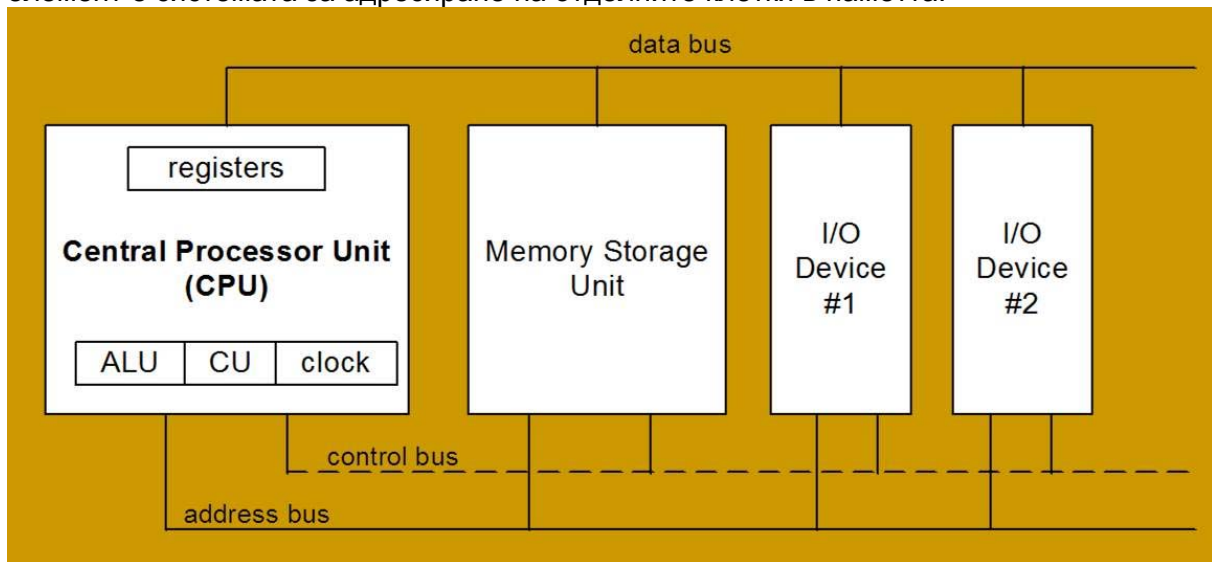 data bus
registers
Central Processor Unit
(CPU)
ALU CU clock
Memory Storage
Unit
I/O
Device
#1
I/O
Device
#2
control bus
address bus